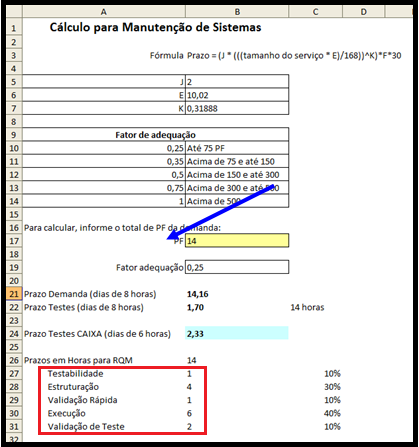 A B C D
1 Cálculo para Manutenção de Sistemas
2
3 Fórmula Prazo = (J * (((tamanho do serviço * E)/168))^K)*F*30
4
5 J 2
6 E 10,02
7 K 0,31888
8
9 Fator de adequação
10 0,25 Até 75 PF
11 0,35 Acima de 75 e até 150
12 0,5 Acima de 150 e até 300
13 0,75 Acima de 300 e até 500
14 1 Acima de 500
15
16 Para calcular, informe o total de PF da demanda:
17 PF 14
18
19 Fator adequação 0,25
20
21 Prazo Demanda (dias de 8 horas) 14,16
22 Prazo Testes (dias de 8 horas) 1,70 14 horas
23
24 Prazo Testes CAIXA (dias de 6 horas) 2,33
25
26 Prazos em Horas para RQM 14
27 Testabilidade 1 10%
28 Estruturação 4 30%
29 Validação Rápida 1 10%
30 Execução 6 40%
31 Validação de Teste 2 10%
32